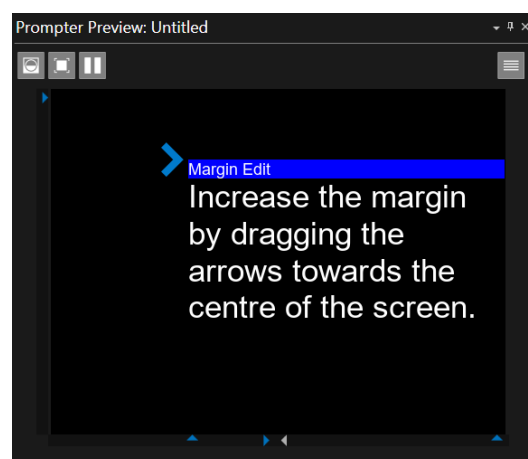 Prompter Preview: Untitled
Margin Edit
Increase the margin
by dragging the
arrows towards the
centre of the screen.